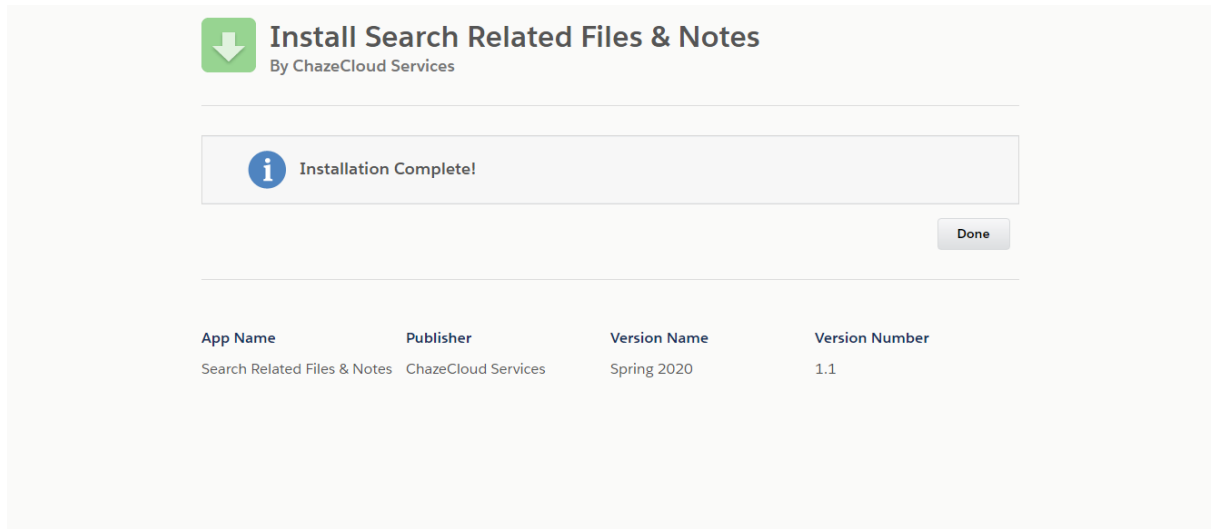 Install Search Related Files & Notes
By ChazeCloud Services
i
Installation Complete!
Done
App Name Publisher Version Name Version Number
Search Related Files & Notes ChazeCloud Services Spring 2020 1.1